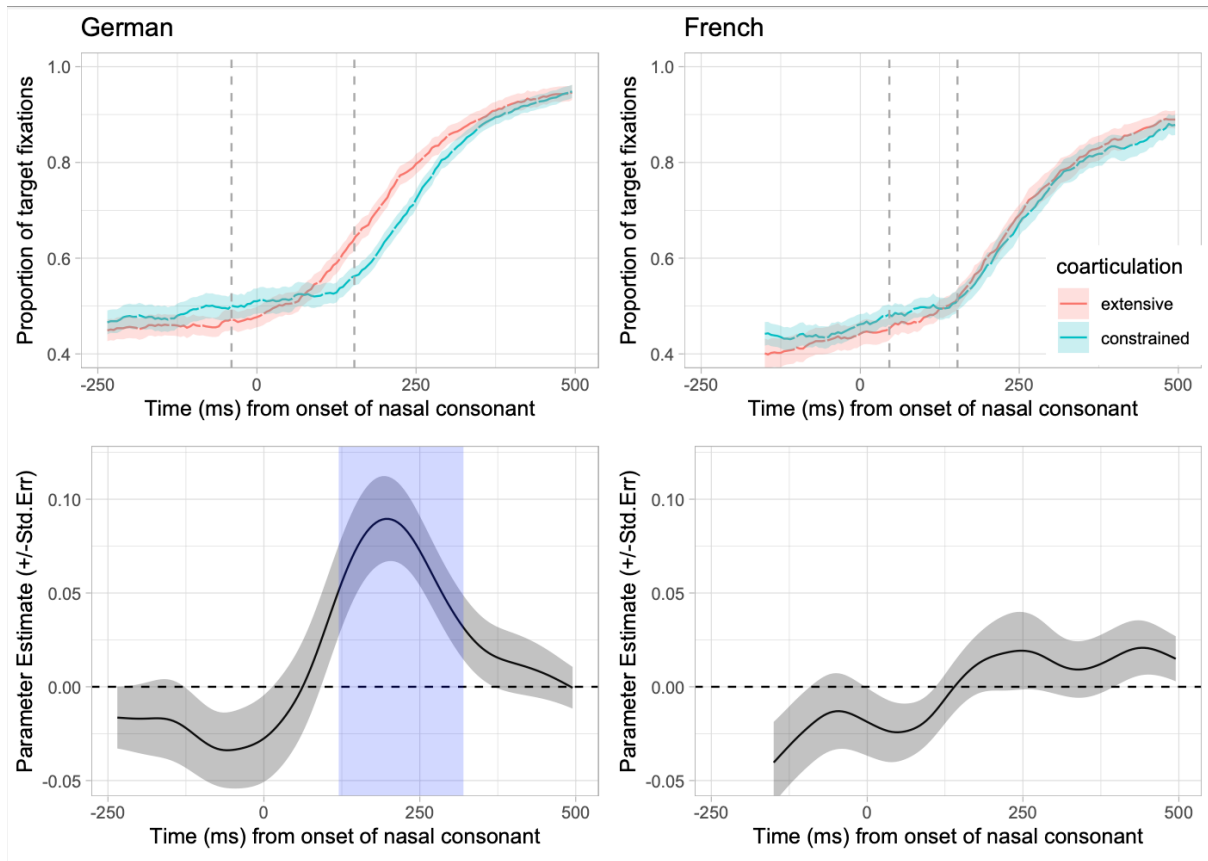 German
French
Proportion of target fixations
1.0
0.8
0.6
0.4
-250
0
250
500
Time (ms) from onset of nasal consonant
Proportion of target fixations
1.0
0.8
0.6
0.4
-250
0
250
500
Time (ms) from onset of nasal consonant
coarticulation
extensive
constrained
Parameter Estimate (+/-Std.Err)
0.10
0.05
0.00
-0.05
-250
0
250
500
Time (ms) from onset of nasal consonant
Parameter Estimate (+/-Std.Err)
0.10
0.05
0.00
-0.05
-250
0
250
500
Time (ms) from onset of nasal consonant